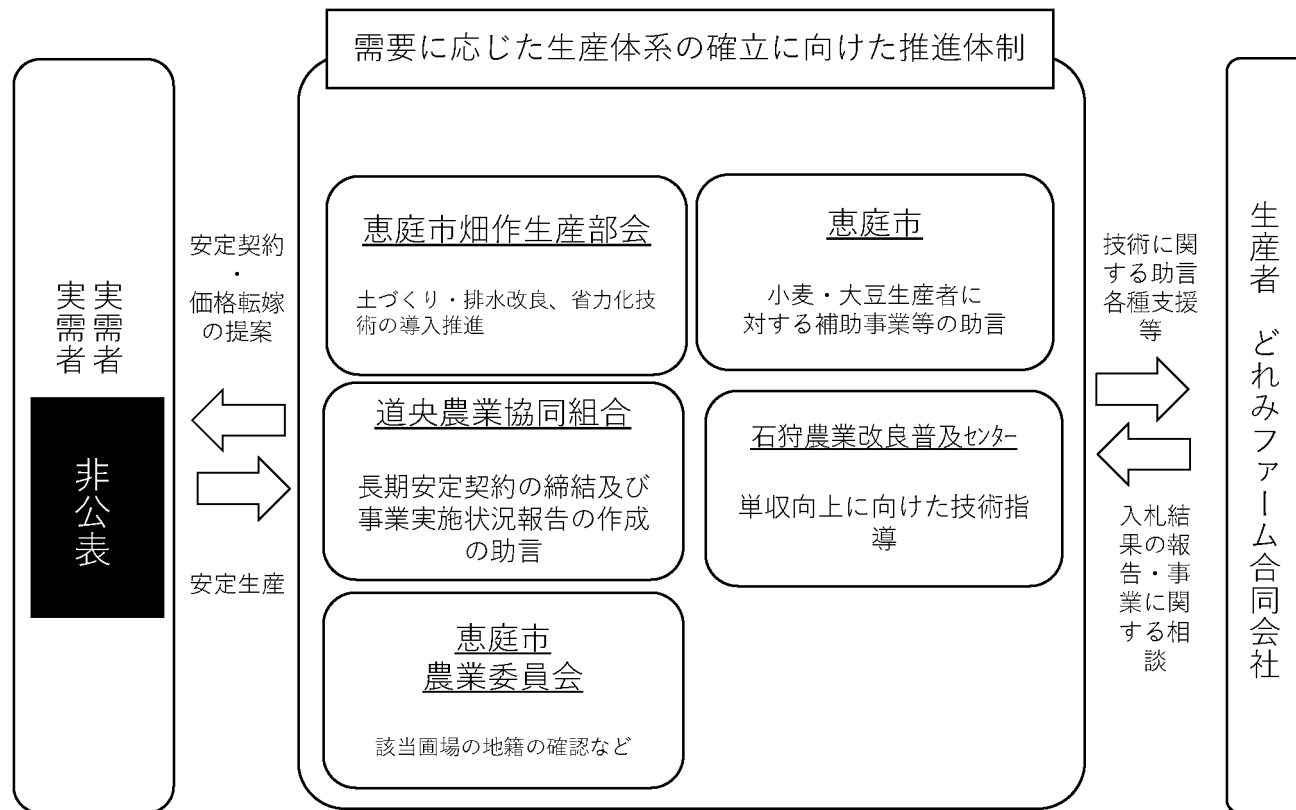 需要に応じた生産体系の確立に向けた推進体制
実需者
実需者
非公表
安定契約
・
価格転嫁
の提案
安定生産
恵庭市畑作生産部会
土づくり・排水改良、省力化技
術の導入推進
恵庭市
小麦・大豆生産者に
対する補助事業等の助言
道央農業協同組合
長期安定契約の締結及び
事業実施状況報告の作成
の助言
石狩農業改良普及ｾﾝﾀｰ
単収向上に向けた技術指
導
恵庭市
農業委員会
該当圃場の地籍の確認など
技術に関
する助言
各種支援
等
入札結
果の報
告・事
業に関
する相
談
生産者　どれみファーム合同会社